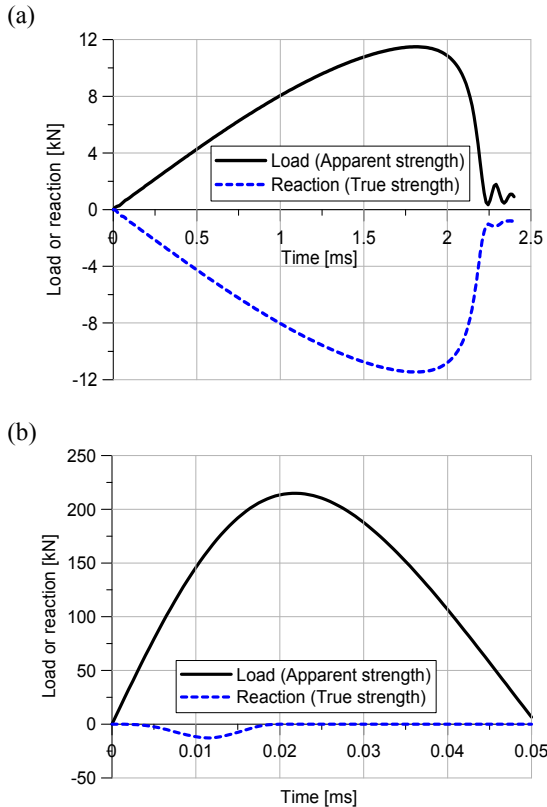 (a)
12
8
4
0
-4
-8
-12
Load or reaction [kN]
Load (Apparent strength)
Reaction (True strength)
0 0.5 1 1.5 2 2.5
Time [ms]
(b)
250
200
150
100
50
0
-50
Load or reaction [kN]
Load (Apparent strength)
Reaction (True strength)
0 0.01 0.02 0.03 0.04 0.05
Time [ms]